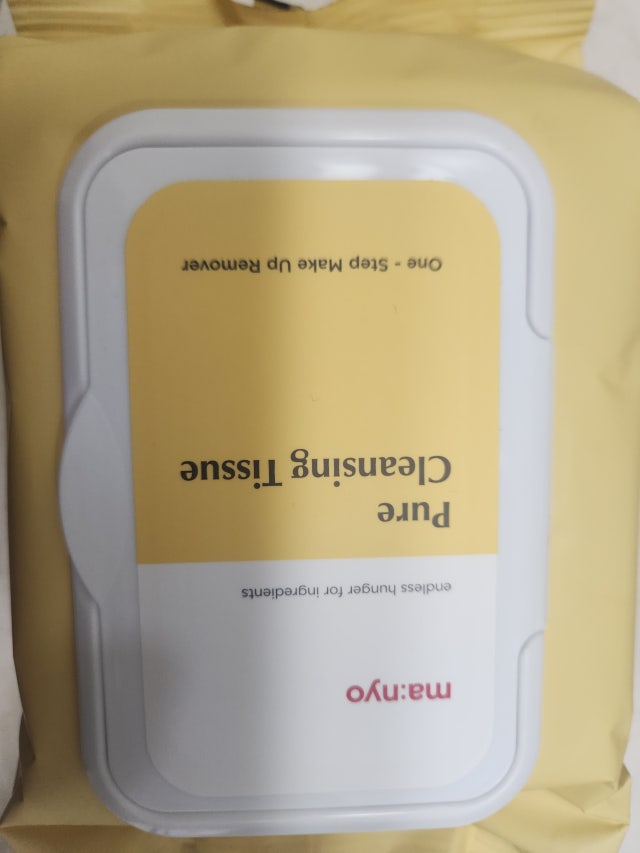 ma:nyo
endless hunger for ingredients
Pure
Cleansing Tissue
One - Step Make Up Remover